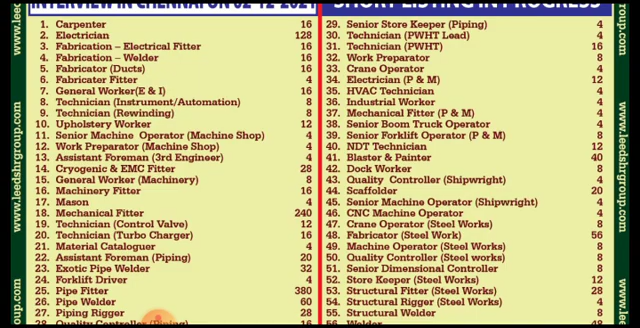 INTERVIEW IN CHENNAI ON 02-12-2021
SHORT LISTING IN PROGRESS
1. Carpenter 16
2. Electrician 128
3. Fabrication – Electrical Fitter 16
4. Fabrication – Welder 16
5. Fabricator (Ducts) 16
6. Fabricater Fitter 4
7. General Worker(E & I) 16
8. Technician (Instrument/Automation) 8
9. Technician (Rewinding) 8
10. Upholstery Worker 12
11. Senior Machine Operator (Machine Shop) 4
12. Work Preparator (Machine Shop) 4
13. Assistant Foreman (3rd Engineer) 4
14. Cryogenic & EMC Fitter 28
15. General Worker (Machinery) 8
16. Machinery Fitter 16
17. Mason 4
18. Mechanical Fitter 240
19. Technician (Control Valve) 12
20. Technician (Turbo Charger) 16
21. Material Cataloguer 4
22. Assistant Foreman (Piping) 20
23. Exotic Pipe Welder 32
24. Forklift Driver 4
25. Pipe Fitter 380
26. Pipe Welder 60
27. Piping Rigger 28
28. Quality Controller (Piping) 16
29. Senior Store Keeper (Piping) 4
30. Technician (PWHT Lead) 4
31. Technician (PWHT) 16
32. Work Preparator 8
33. Crane Operator 4
34. Electrician (P & M) 12
35. HVAC Technician 4
36. Industrial Worker 4
37. Mechanical Fitter (P & M) 4
38. Senior Boom Truck Operator 4
39. Senior Forklift Operator (P & M) 8
40. NDT Technician 12
41. Blaster & Painter 40
42. Dock Worker 8
43. Quality Controller (Shipwright) 4
44. Scaffolder 20
45. Senior Machine Operator (Shipwright) 4
46. CNC Machine Operator 4
47. Crane Operator (Steel Works) 8
48. Fabricator (Steel Work) 56
49. Machine Operator (Steel Works) 8
50. Quality Controller (Steel Works) 8
51. Senior Dimensional Controller 8
52. Store Keeper (Steel Works) 12
53. Structural Fitter (Steel Works) 28
54. Structural Rigger (Steel Works) 4
55. Structural Welder 8
56. Welder 48
www.leedshrgroup.com
www.leedshrgroup.com